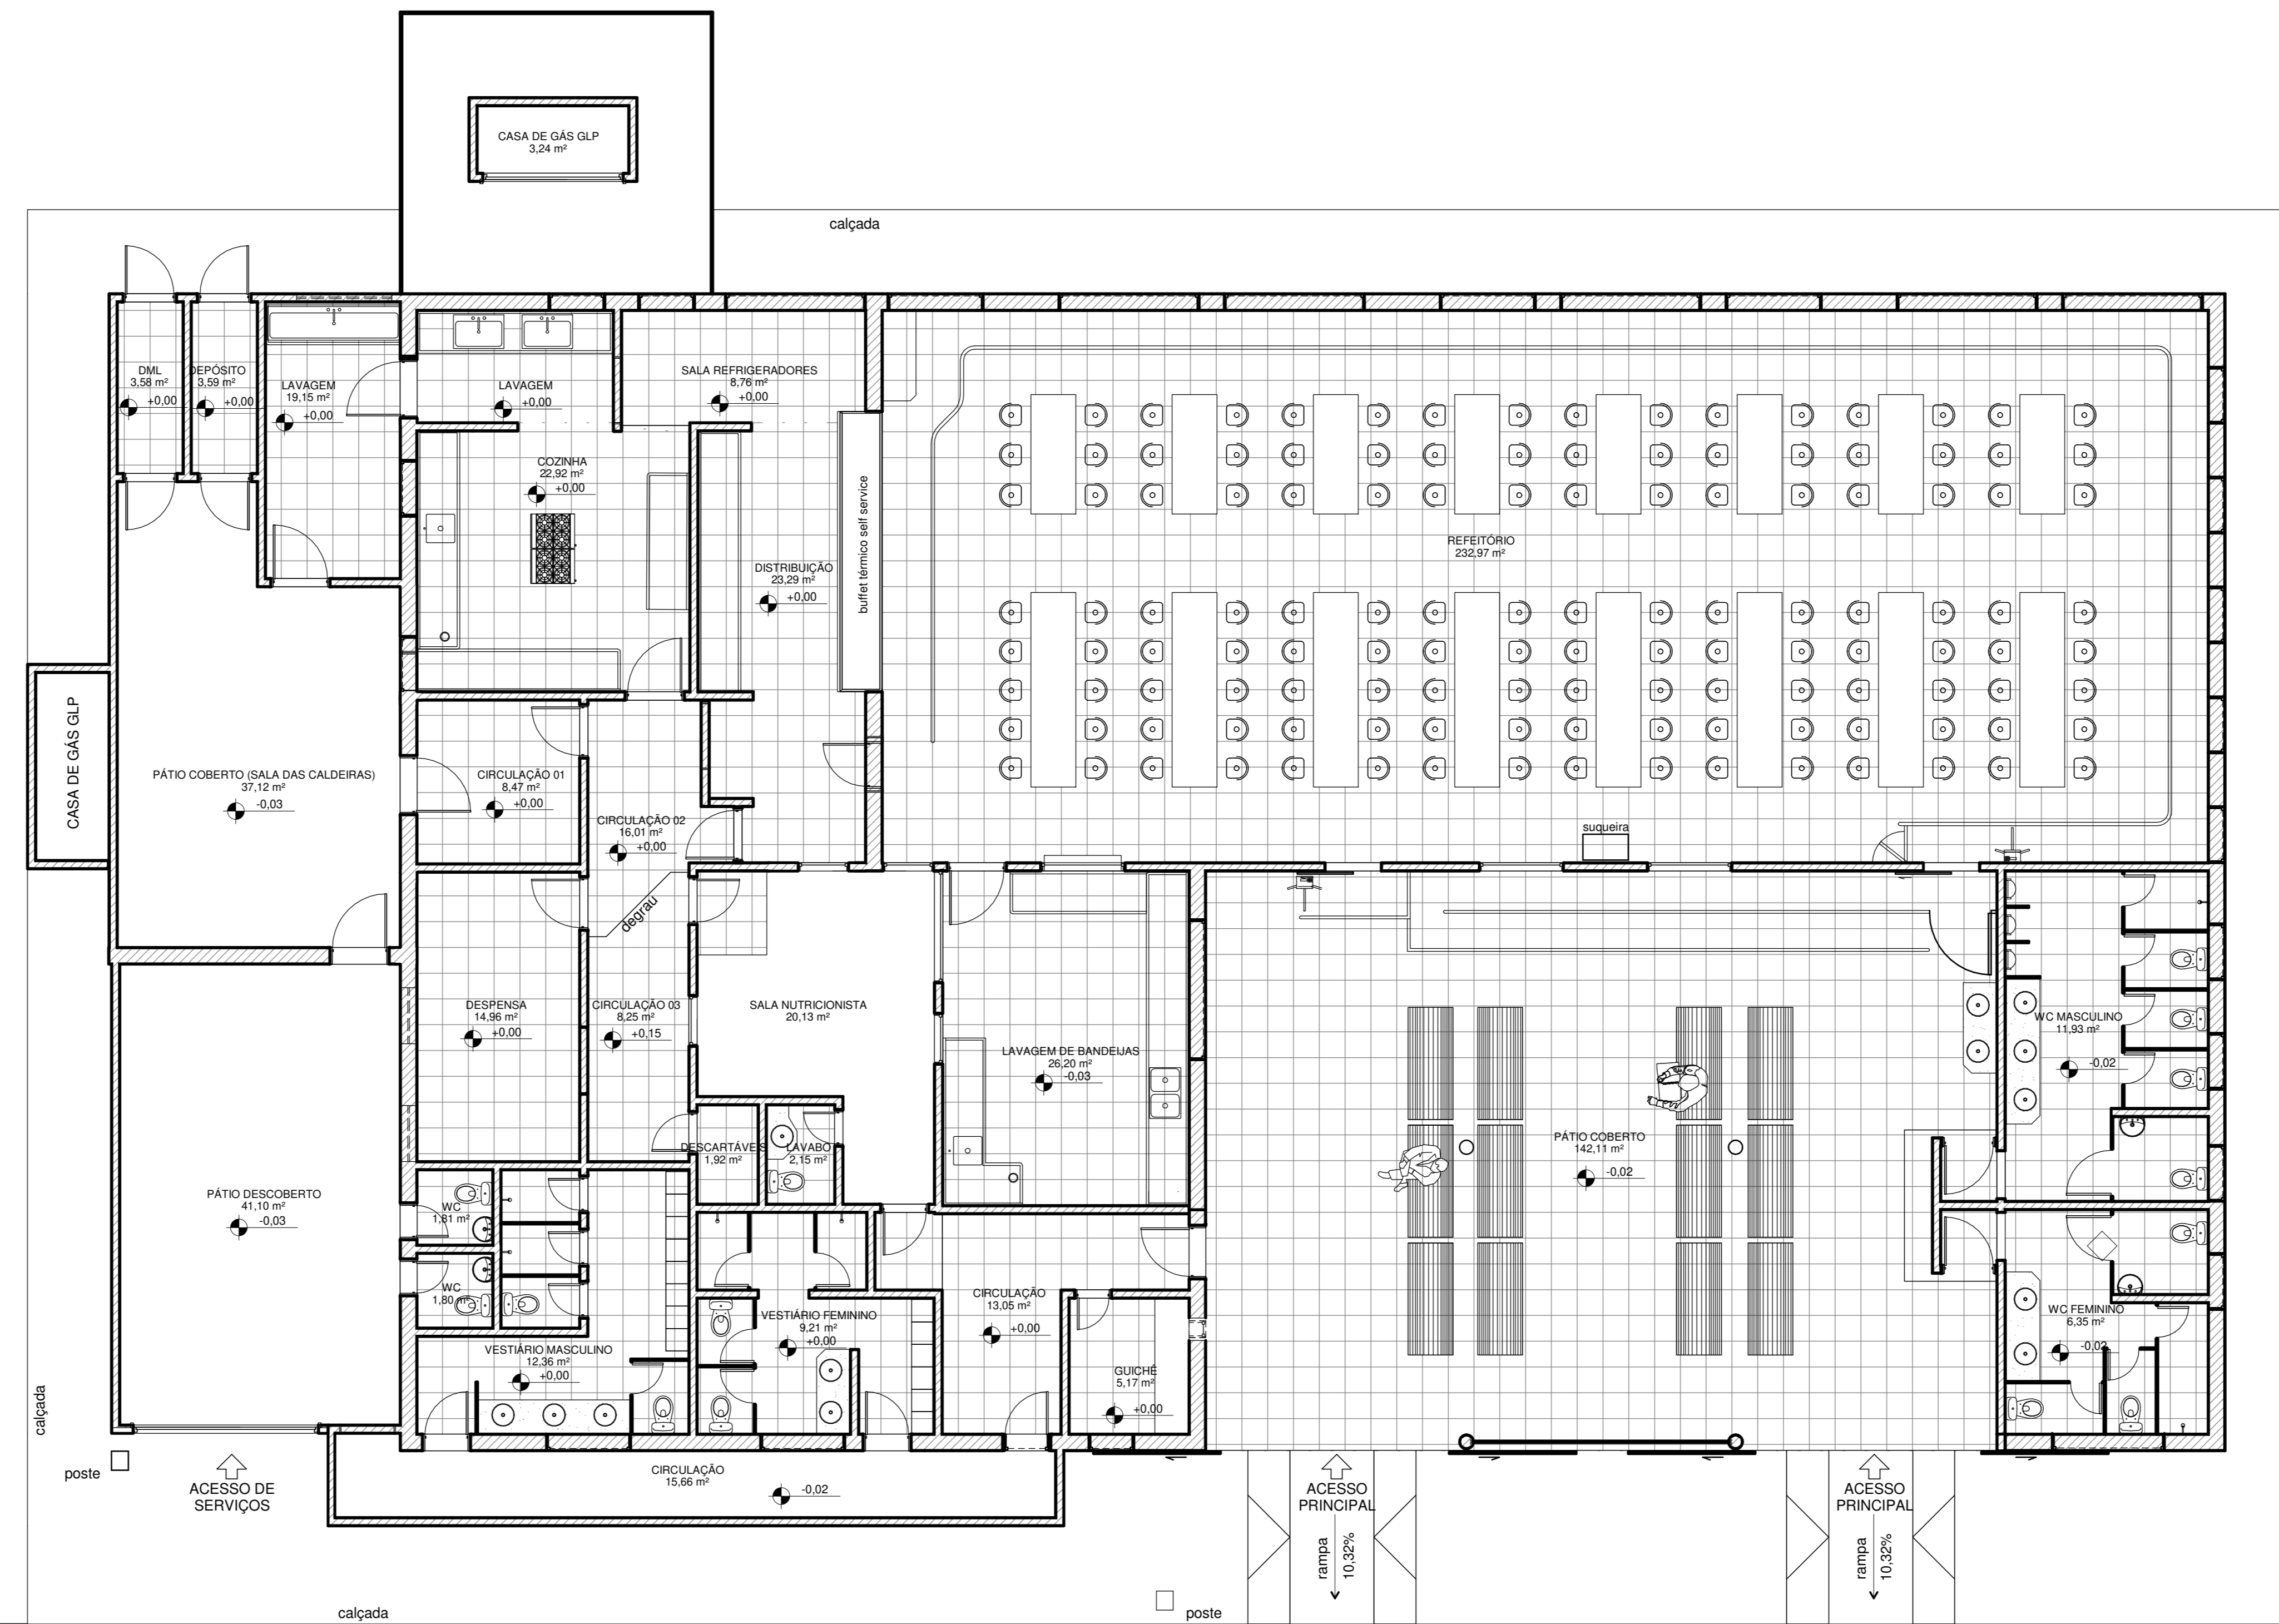 CASA DE GÁS GLP
3,24 m²
calçada
DML
3,58 m²
+0,00
DEPÓSITO
3,59 m²
+0,00
LAVAGEM
19,15 m²
+0,00
LAVAGEM
+0,00
SALA REFRIGERADORES
8,76 m²
+0,00
COZINHA
22,92 m²
+0,00
DISTRIBUIÇÃO
23,29 m²
+0,00
buffet térmico self service
REFEITÓRIO
232,97 m²
CASA DE GÁS GLP
PÁTIO COBERTO (SALA DAS CALDEIRAS)
37,12 m²
-0,03
CIRCULAÇÃO 01
8,47 m²
+0,00
CIRCULAÇÃO 02
16,01 m²
+0,00
suqueira
degrau
DESPENSA
14,96 m²
+0,00
CIRCULAÇÃO 03
8,25 m²
+0,15
SALA NUTRICIONISTA
20,13 m²
LAVAGEM DE BANDEIJAS
26,20 m²
-0,03
WC MASCULINO
11,93 m²
-0,02
PÁTIO COBERTO
142,11 m²
-0,02
DESCARTÁVEIS
1,92 m²
LAVABO
2,15 m²
PÁTIO DESCOBERTO
41,10 m²
-0,03
WC
1,81 m²
WC
1,80 m²
VESTIÁRIO MASCULINO
12,36 m²
+0,00
VESTIÁRIO FEMININO
9,21 m²
+0,00
CIRCULAÇÃO
13,05 m²
+0,00
GUICHÊ
5,17 m²
+0,00
WC FEMININO
6,35 m²
-0,02
calçada
poste
ACESSO DE
SERVIÇOS
CIRCULAÇÃO
15,66 m²
-0,02
ACESSO
PRINCIPAL
rampa
10,32%
ACESSO
PRINCIPAL
rampa
10,32%
calçada
poste